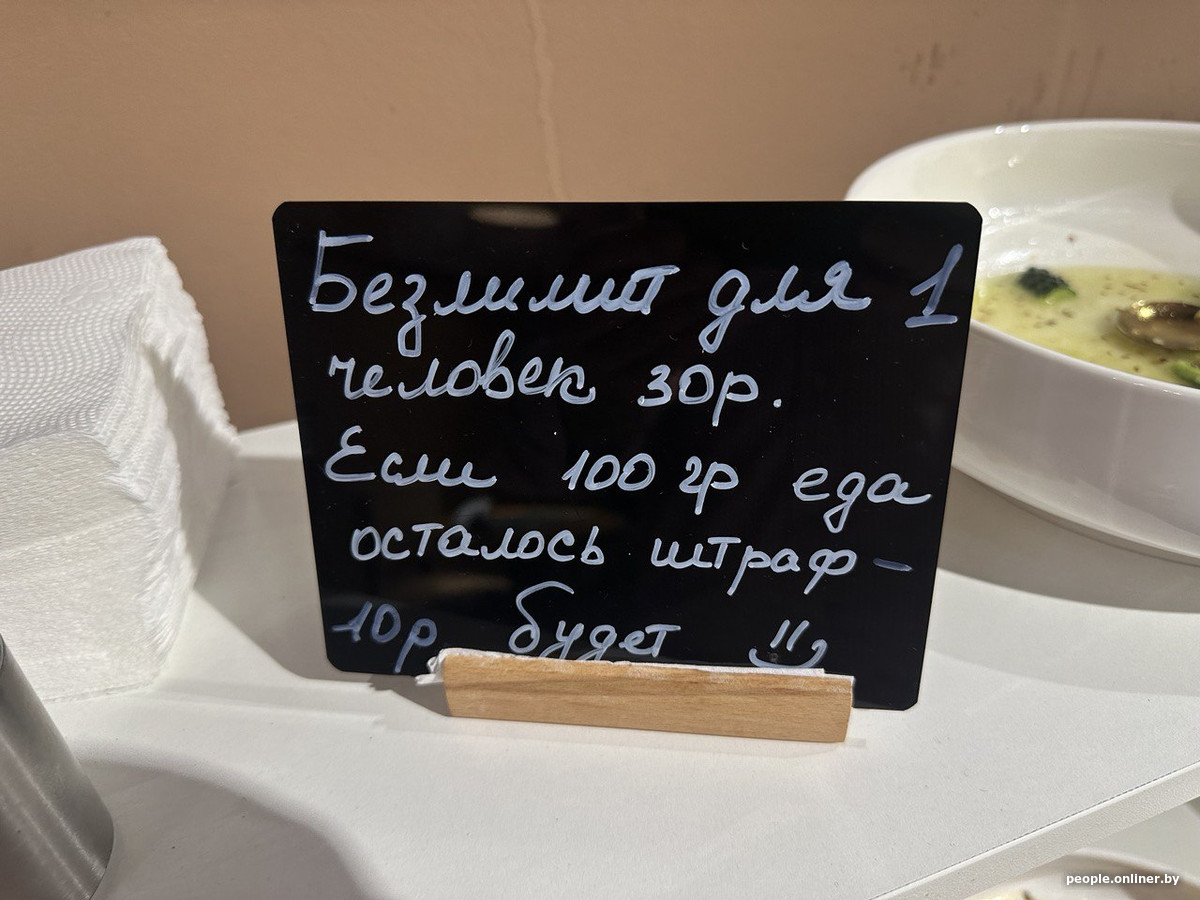 Безлимит для 1
человек 30р.
Если 100 гр еда
осталось штраф -
10р будет
people.onliner.by